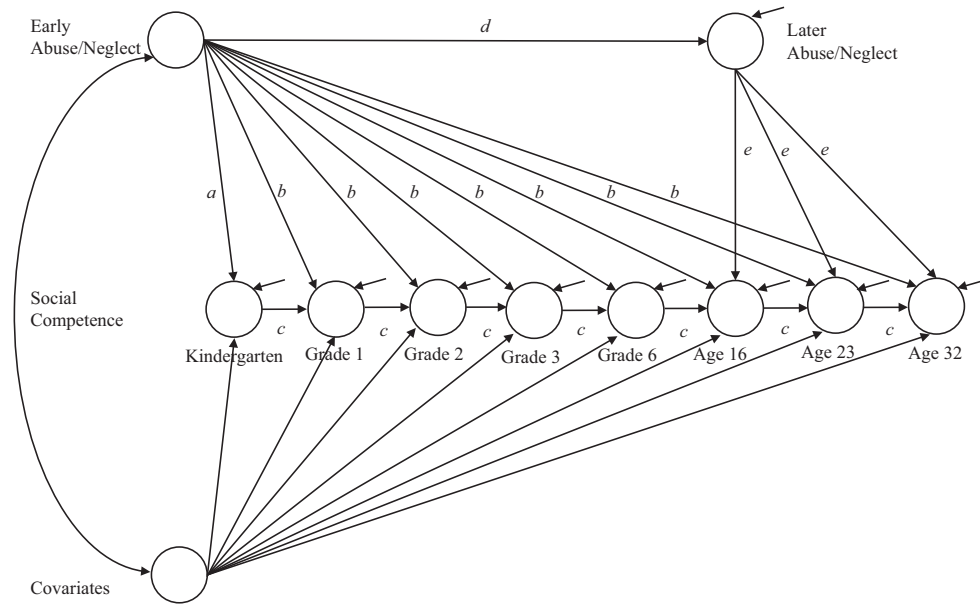 Early
Abuse/Neglect
d
Later
Abuse/Neglect
a
b
b
b
b
b
b
b
e
e
e
Social
Competence
c
c
c
c
c
c
c
Kindergarten
Grade 1
Grade 2
Grade 3
Grade 6
Age 16
Age 23
Age 32
Covariates